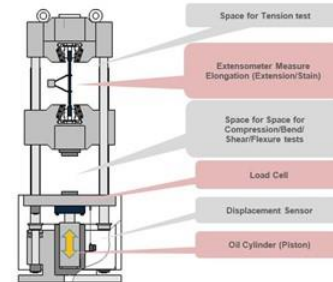 Space for Tension test
Extensometer Measure
Elongation (Extension/Stain)
Space for Space for
Compression/Bend/
Shear/Flexure tests
Load Cell
Displacement Sensor
Oil Cylinder (Piston)